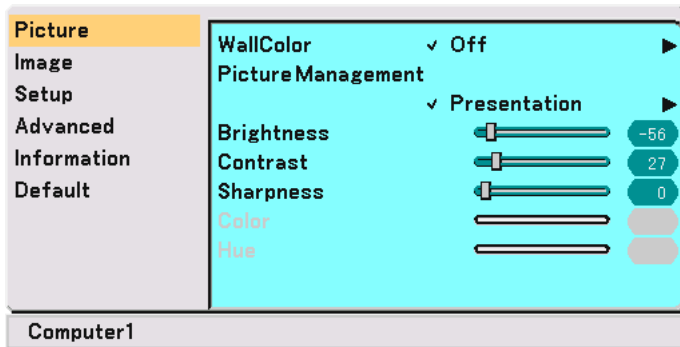 Picture
Image
Setup
Advanced
Information
Default
WallColor ✓ Off
Picture Management
✓ Presentation
Brightness -56
Contrast 27
Sharpness 0
Color
Hue
Computer1